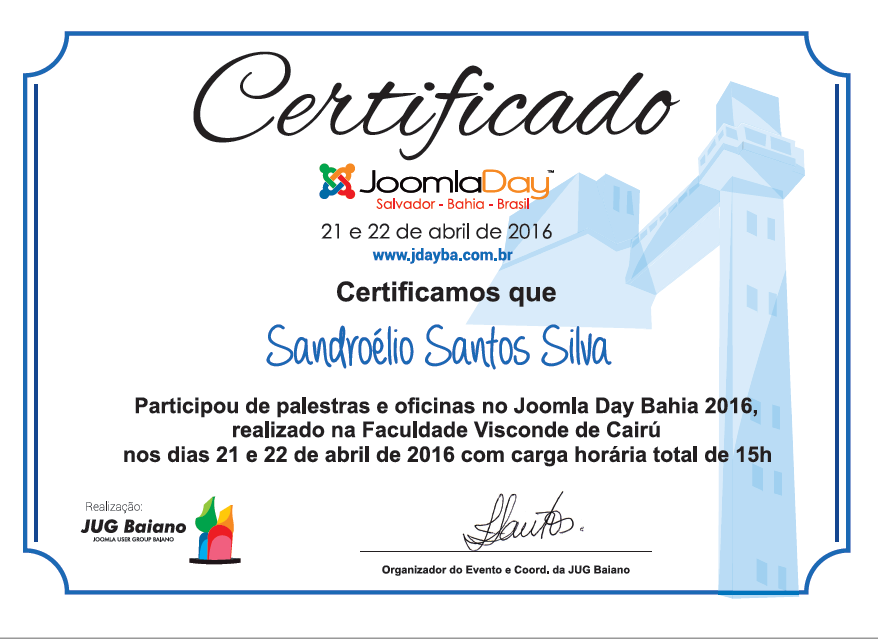 Certificado
JoomlaDay™
Salvador - Bahia - Brasil
21 e 22 de abril de 2016
www.jdayba.com.br
Certificamos que
Sandroélio Santos Silva
Participou de palestras e oficinas no Joomla Day Bahia 2016,
realizado na Faculdade Visconde de Cairú
nos dias 21 e 22 de abril de 2016 com carga horária total de 15h
Realização:
JUG Baiano
JOOMLA USER GROUP BAIANO
Organizador do Evento e Coord. da JUG Baiano